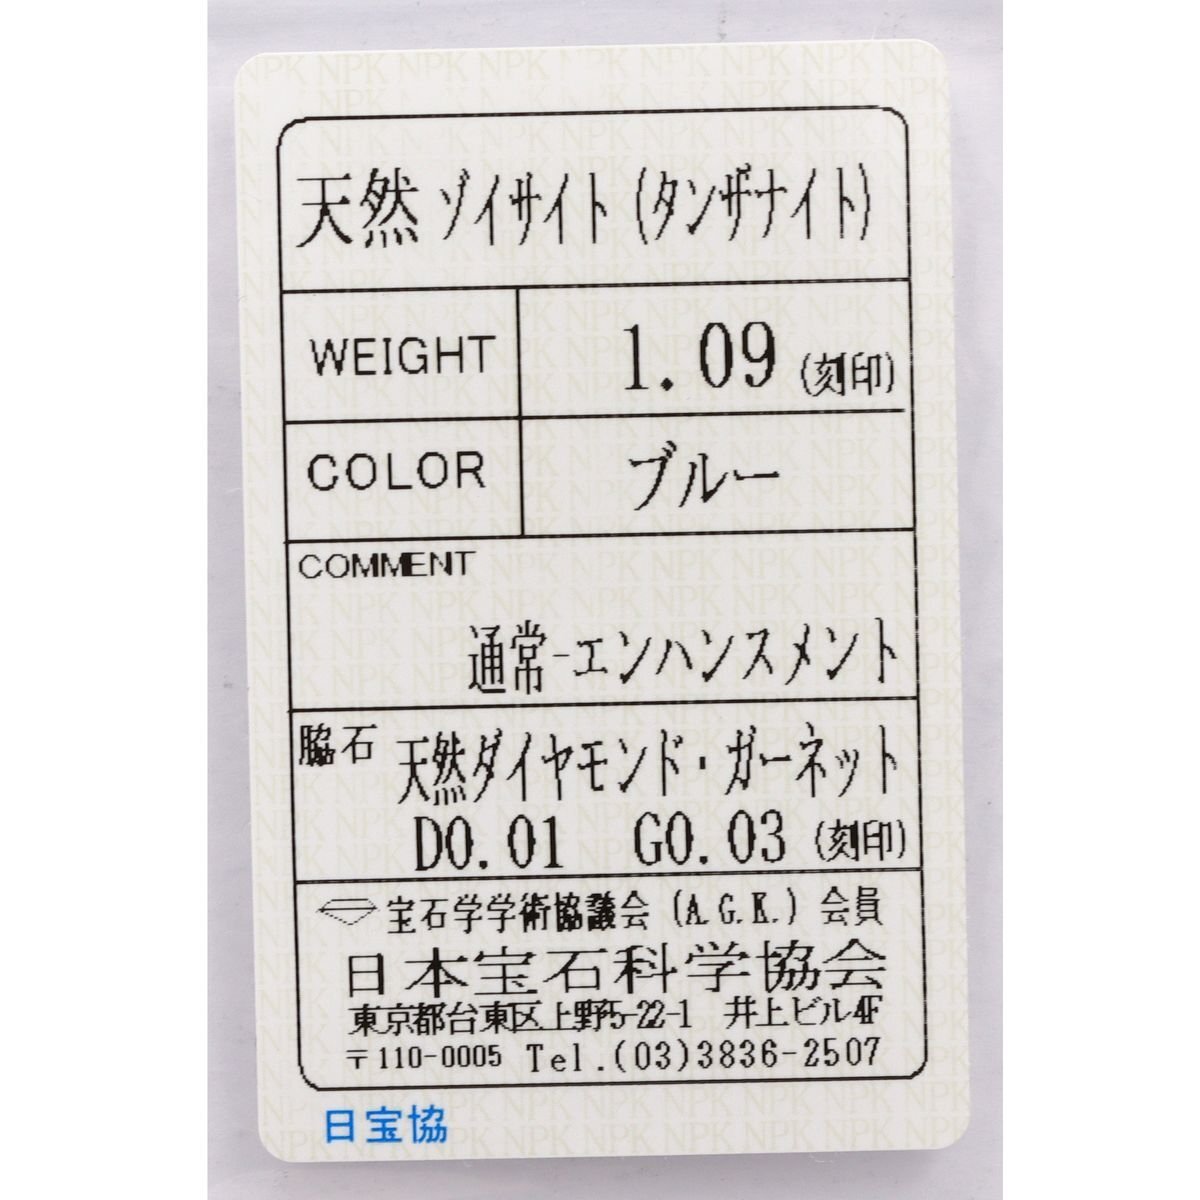 天然 ゾイサイト (タンザナイト)
WEIGHT 1.09 (刻印)
COLOR ブルー
COMMENT
通常-エンハンスメント
脇石 天然ダイヤモンド・ガーネット
D0.01 G0.03 (刻印)
宝石学学術協議会 (A.G.K.) 会員
日本宝石科学協会
東京都台東区上野5-22-1 井上ビル4F
〒110-0005 Tel.(03)3836-2507
日宝協